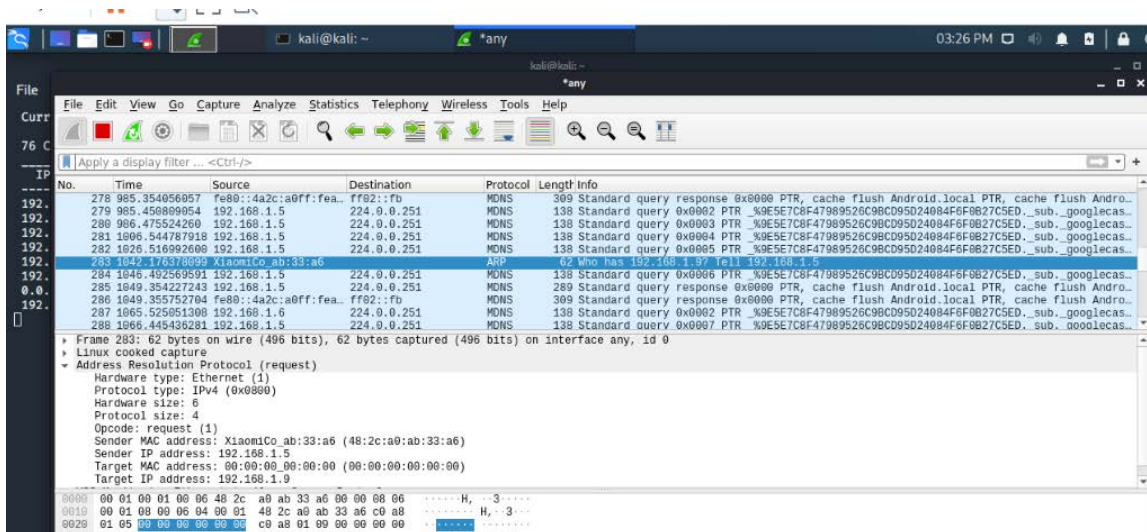 kali@kali: ~
*any
03:26 PM
kali@kali: ~
*any
File
Curr
76 C
IP
192.
192.
192.
192.
192.
192.
0.0.
192.
File Edit View Go Capture Analyze Statistics Telephony Wireless Tools Help
Apply a display filter ... <Ctrl-/>
No. Time Source Destination Protocol Length Info
278 985.354056057 fe80::4a2c:a0ff:fea… ff02::fb MDNS 309 Standard query response 0x0000 PTR, cache flush Android.local PTR, cache flush Andro…
279 985.450809054 192.168.1.5 224.0.0.251 MDNS 138 Standard query 0x0002 PTR _%9E5E7C8F47989526C9BCD95D24084F6F0B27C5ED._sub._googlecas…
280 986.475524260 192.168.1.5 224.0.0.251 MDNS 138 Standard query 0x0003 PTR _%9E5E7C8F47989526C9BCD95D24084F6F0B27C5ED._sub._googlecas…
281 1006.544787918 192.168.1.5 224.0.0.251 MDNS 138 Standard query 0x0004 PTR _%9E5E7C8F47989526C9BCD95D24084F6F0B27C5ED._sub._googlecas…
282 1026.516992600 192.168.1.5 224.0.0.251 MDNS 138 Standard query 0x0005 PTR _%9E5E7C8F47989526C9BCD95D24084F6F0B27C5ED._sub._googlecas…
283 1042.176378099 XiaomiCo_ab:33:a6 ARP 62 Who has 192.168.1.9? Tell 192.168.1.5
284 1046.492569591 192.168.1.5 224.0.0.251 MDNS 138 Standard query 0x0006 PTR _%9E5E7C8F47989526C9BCD95D24084F6F0B27C5ED._sub._googlecas…
285 1049.354227243 192.168.1.5 224.0.0.251 MDNS 289 Standard query response 0x0000 PTR, cache flush Android.local PTR, cache flush Andro…
286 1049.355752704 fe80::4a2c:a0ff:fea… ff02::fb MDNS 309 Standard query response 0x0000 PTR, cache flush Android.local PTR, cache flush Andro…
287 1065.525051308 192.168.1.6 224.0.0.251 MDNS 138 Standard query 0x0002 PTR _%9E5E7C8F47989526C9BCD95D24084F6F0B27C5ED._sub._googlecas…
288 1066.445436281 192.168.1.5 224.0.0.251 MDNS 138 Standard query 0x0007 PTR _%9E5E7C8F47989526C9BCD95D24084F6F0B27C5ED._sub._googlecas…
Frame 283: 62 bytes on wire (496 bits), 62 bytes captured (496 bits) on interface any, id 0
Linux cooked capture
Address Resolution Protocol (request)
Hardware type: Ethernet (1)
Protocol type: IPv4 (0x0800)
Hardware size: 6
Protocol size: 4
Opcode: request (1)
Sender MAC address: XiaomiCo_ab:33:a6 (48:2c:a0:ab:33:a6)
Sender IP address: 192.168.1.5
Target MAC address: 00:00:00_00:00:00 (00:00:00:00:00:00)
Target IP address: 192.168.1.9
0000 00 01 00 01 00 06 48 2c a0 ab 33 a6 00 00 08 06 ······H, ··3·····
0010 00 01 08 00 06 04 00 01 48 2c a0 ab 33 a6 c0 a8 ········ H,··3···
0020 01 05 00 00 00 00 00 00 c0 a8 01 09 00 00 00 00 ········ ········